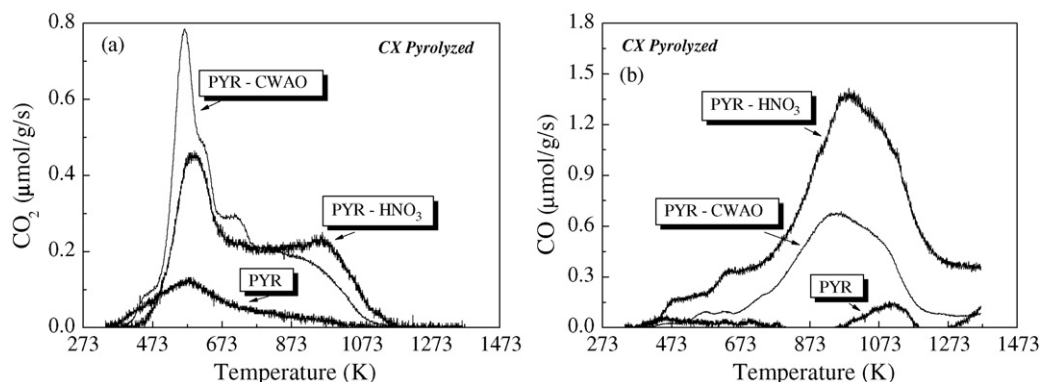 (a)
CX Pyrolyzed
PYR - CWAO
PYR - HNO₃
PYR
CO₂ (µmol/g/s)
0.8
0.6
0.4
0.2
0.0
273 473 673 873 1073 1273 1473
Temperature (K)
(b)
CX Pyrolyzed
PYR - HNO₃
PYR - CWAO
PYR
CO (µmol/g/s)
1.8
1.5
1.2
0.9
0.6
0.3
0.0
273 473 673 873 1073 1273 1473
Temperature (K)